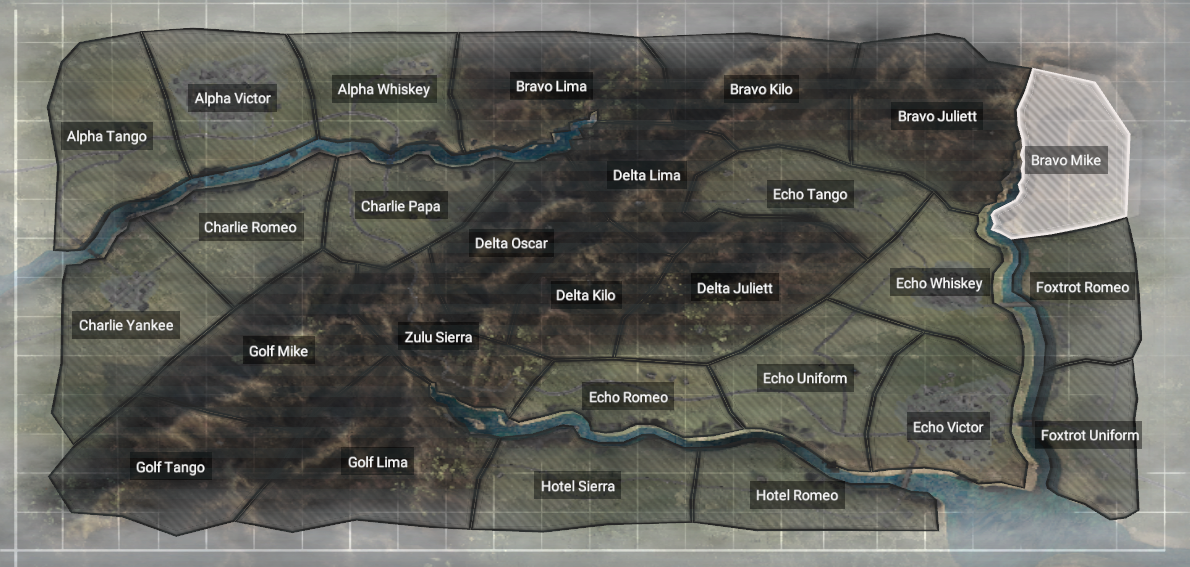 Bravo Lima
Alpha Whiskey
Bravo Kilo
Alpha Victor
Bravo Juliett
Alpha Tango
Bravo Mike
Delta Lima
Echo Tango
Charlie Papa
Charlie Romeo
Delta Oscar
Echo Whiskey
Foxtrot Romeo
Delta Juliett
Delta Kilo
Charlie Yankee
Zulu Sierra
Golf Mike
Echo Uniform
Echo Romeo
Echo Victor
Foxtrot Uniform
Golf Lima
Golf Tango
Hotel Sierra
Hotel Romeo